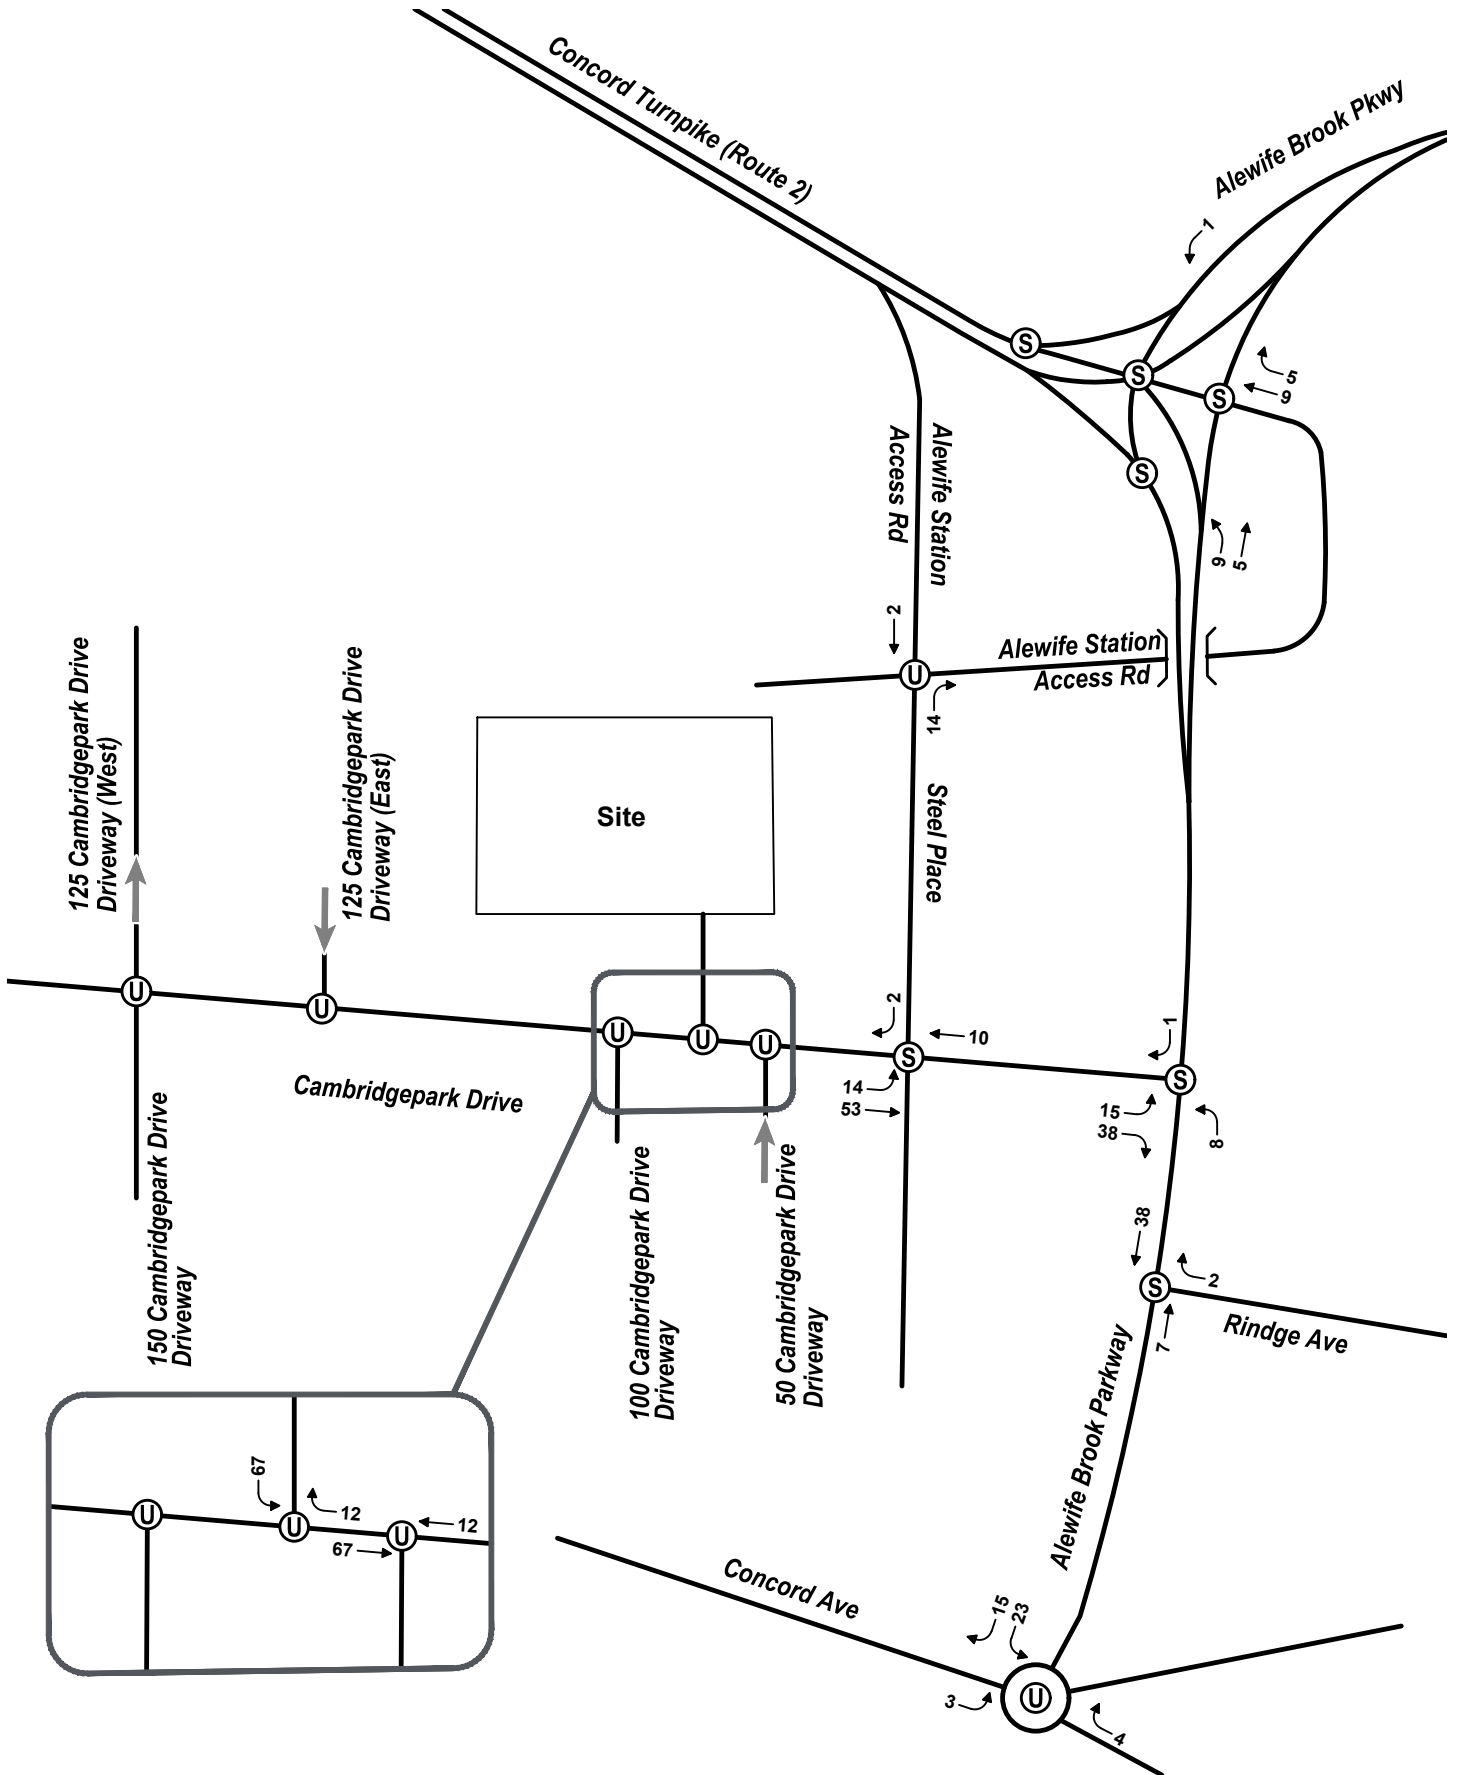 Concord Turnpike (Route 2)
Alewife Brook Pkwy
1
S
S
S
5
9
Alewife Station
Access Rd
S
9
5
2
U
14
Alewife Station
Access Rd
125 Cambridgepark Drive
Driveway (West)
125 Cambridgepark Drive
Driveway (East)
Site
Steel Place
U
U
U
U
U
2
10
S
14
53
1
S
15
38
8
Cambridgepark Drive
150 Cambridgepark Drive
Driveway
100 Cambridgepark Drive
Driveway
50 Cambridgepark Drive
Driveway
38
S
2
7
Rindge Ave
Alewife Brook Parkway
67
12
12
67
U
U
U
Concord Ave
15
23
U
3
4